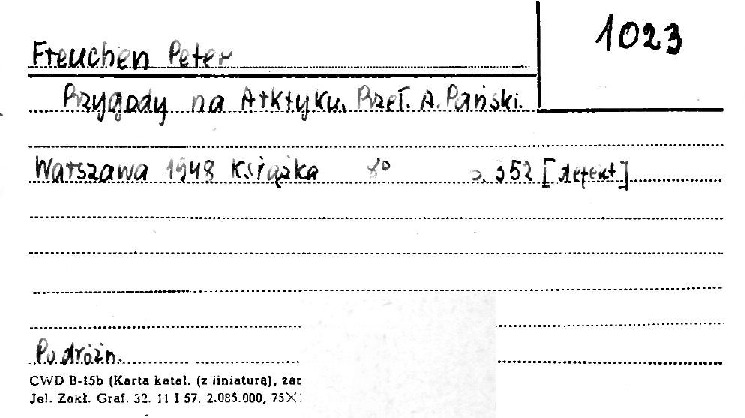 1023
Freuchen Peter
Przygody na Arktyku. Przeł. A. Pański.
Warszawa 1948 Książka 8° s. 352 [defekt]
Podróżn.
CWD B-15b (Karta katal. (z liniaturą), zam
Jel. Zakł. Graf. 32. 11 I 57. 2.085.000, 75X